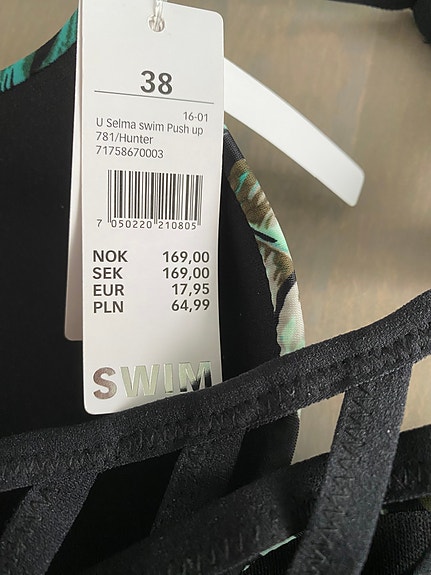 38
16-01
U Selma swim Push up
781/Hunter
71758670003
7 050220 210805
NOK 169,00
SEK 169,00
EUR 17,95
PLN 64,99
SWIM